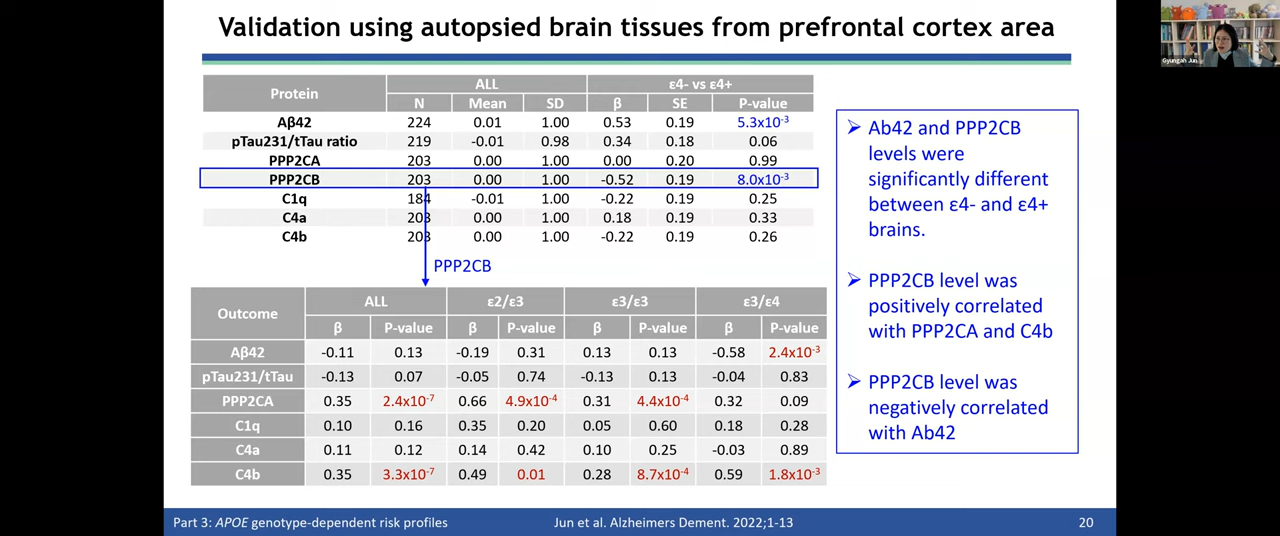 Validation using autopsied brain tissues from prefrontal cortex area
Gyungah Jun
Protein ALL ε4- vs ε4+
N Mean SD β SE P-value
Aβ42 224 0.01 1.00 0.53 0.19 5.3x10⁻³
pTau231/tTau ratio 219 -0.01 0.98 0.34 0.18 0.06
PPP2CA 203 0.00 1.00 0.00 0.20 0.99
PPP2CB 203 0.00 1.00 -0.52 0.19 8.0x10⁻³
C1q 184 -0.01 1.00 -0.22 0.19 0.25
C4a 203 0.00 1.00 0.18 0.19 0.33
C4b 203 0.00 1.00 -0.22 0.19 0.26
PPP2CB
Outcome ALL ε2/ε3 ε3/ε3 ε3/ε4
β P-value β P-value β P-value β P-value
Aβ42 -0.11 0.13 -0.19 0.31 0.13 0.13 -0.58 2.4x10⁻³
pTau231/tTau -0.13 0.07 -0.05 0.74 -0.13 0.13 -0.04 0.83
PPP2CA 0.35 2.4x10⁻⁷ 0.66 4.9x10⁻⁴ 0.31 4.4x10⁻⁴ 0.32 0.09
C1q 0.10 0.16 0.35 0.20 0.05 0.60 0.18 0.28
C4a 0.11 0.12 0.14 0.42 0.10 0.25 -0.03 0.89
C4b 0.35 3.3x10⁻⁷ 0.49 0.01 0.28 8.7x10⁻⁴ 0.59 1.8x10⁻³
➢ Ab42 and PPP2CB
levels were
significantly different
between ε4- and ε4+
brains.
➢ PPP2CB level was
positively correlated
with PPP2CA and C4b
➢ PPP2CB level was
negatively correlated
with Ab42
Part 3: APOE genotype-dependent risk profiles
Jun et al. Alzheimers Dement. 2022;1-13
20